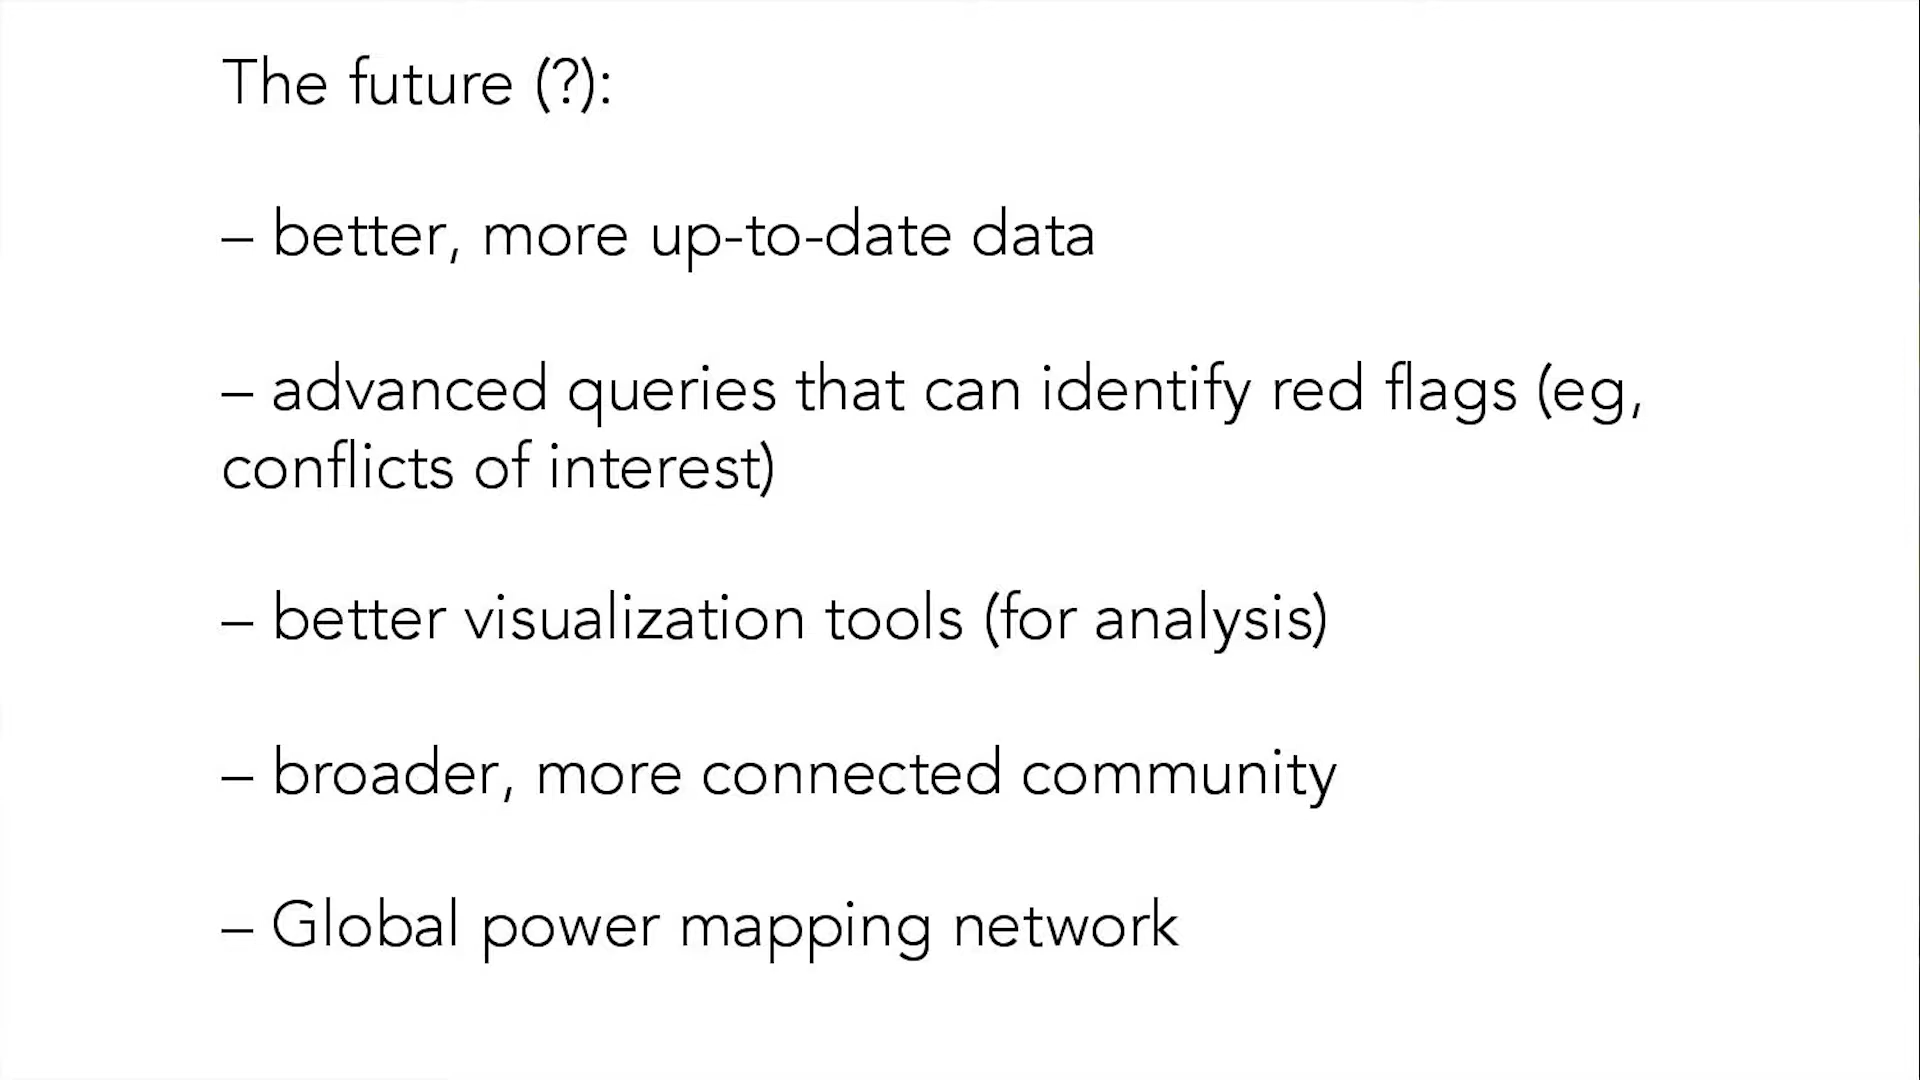 The future (?):
– better, more up-to-date data
– advanced queries that can identify red flags (eg,
conflicts of interest)
– better visualization tools (for analysis)
– broader, more connected community
– Global power mapping network